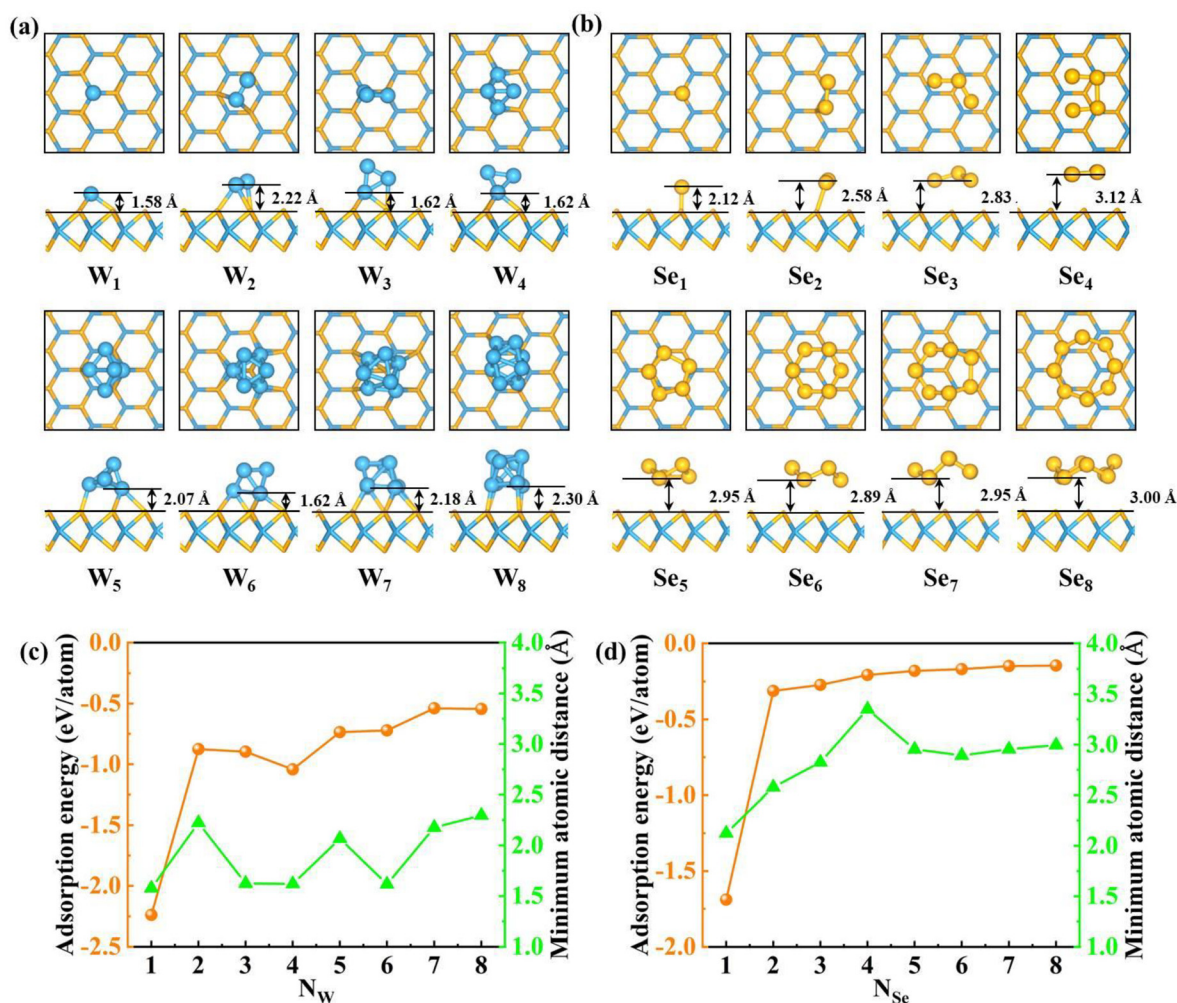 (a)
(b)
1.58 Å
2.22 Å
1.62 Å
1.62 Å
2.12 Å
2.58 Å
2.83
3.12 Å
W₁
W₂
W₃
W₄
Se₁
Se₂
Se₃
Se₄
2.07 Å
1.62 Å
2.18 Å
2.30 Å
2.95 Å
2.89 Å
2.95 Å
3.00 Å
W₅
W₆
W₇
W₈
Se₅
Se₆
Se₇
Se₈
(c)
Adsorption energy (eV/atom)
0.0
-0.5
-1.0
-1.5
-2.0
-2.5
1 2 3 4 5 6 7 8
N_W
4.0
3.5
3.0
2.5
2.0
1.5
1.0
Minimum atomic distance (Å)
(d)
Adsorption energy (eV/atom)
0.0
-0.5
-1.0
-1.5
-2.0
1 2 3 4 5 6 7 8
N_Se
4.0
3.5
3.0
2.5
2.0
1.5
1.0
Minimum atomic distance (Å)